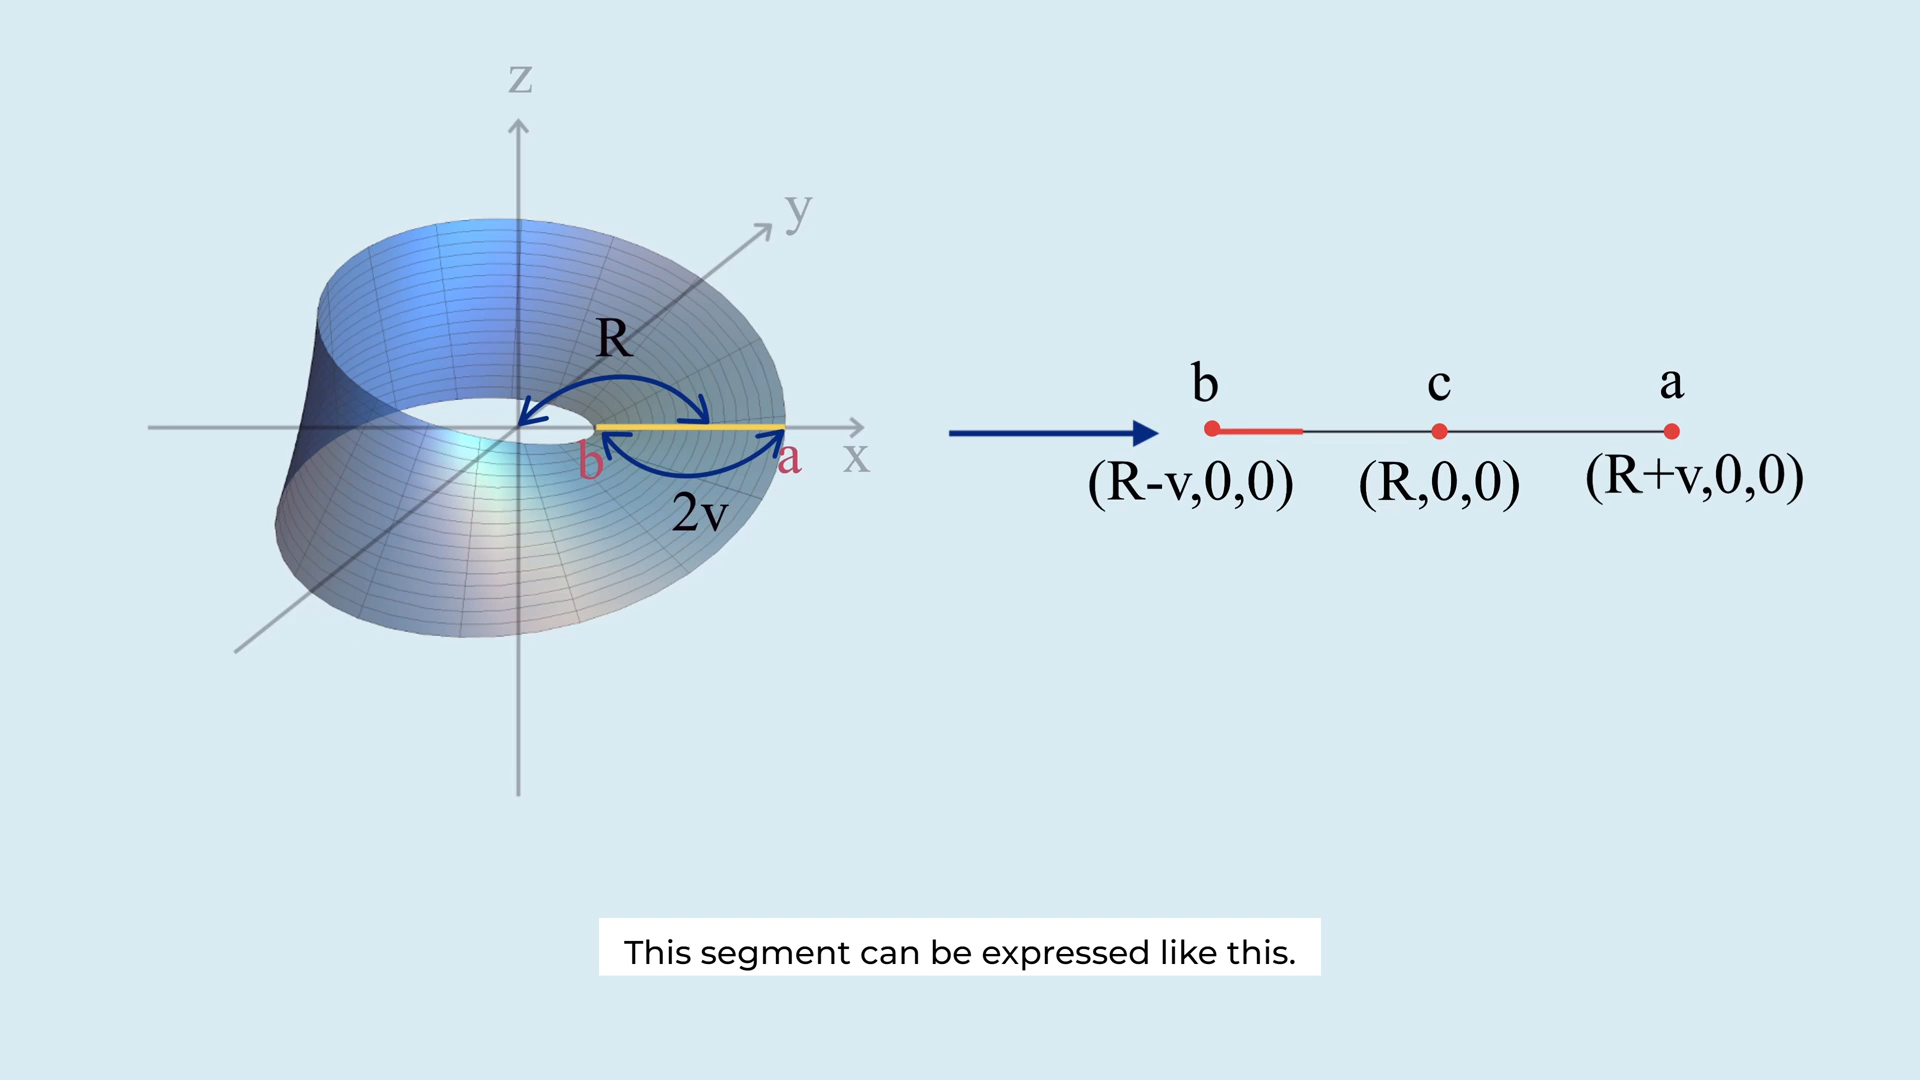 z
y
R
x
b
a
2v
b
c
a
(R-v,0,0)
(R,0,0)
(R+v,0,0)
This segment can be expressed like this.